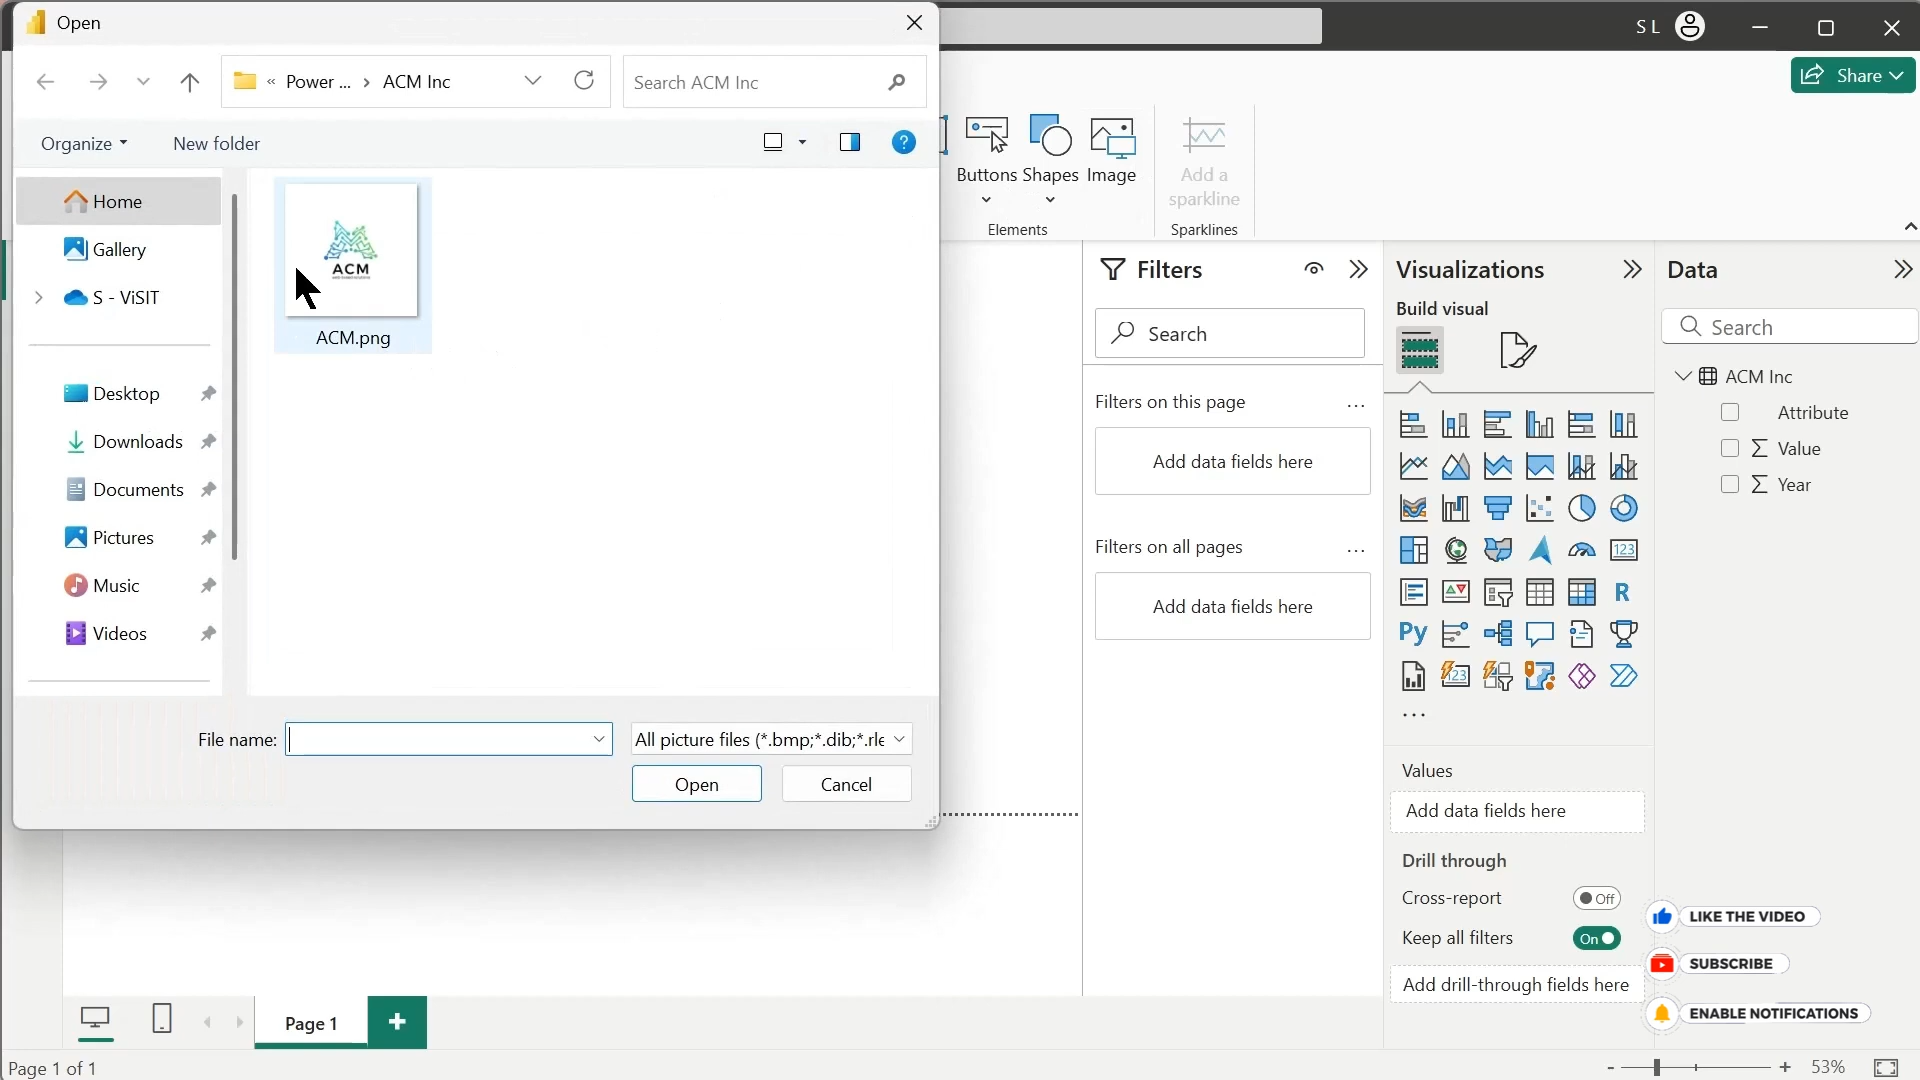 Open
S L
Power ... > ACM Inc
Search ACM Inc
Share
Organize
New folder
Buttons
Shapes
Image
Add a
sparkline
Elements
Sparklines
Home
Gallery
S - ViSIT
Desktop
Downloads
Documents
Pictures
Music
Videos
ACM
ACM.png
File name:
All picture files (*.bmp;*.dib;*.rle
Open
Cancel
Filters
Search
Filters on this page
...
Add data fields here
Filters on all pages
...
Add data fields here
Visualizations
Build visual
123
R
Py
123
...
Values
Add data fields here
Drill through
Cross-report
Off
Keep all filters
On
Add drill-through fields here
Data
Search
ACM Inc
Attribute
Σ Value
Σ Year
LIKE THE VIDEO
SUBSCRIBE
ENABLE NOTIFICATIONS
Page 1
+
Page 1 of 1
- + 53%